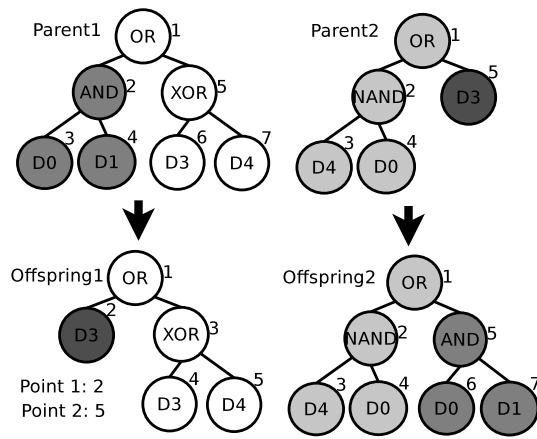 Parent1 OR 1
Parent2 OR 1
AND 2 XOR 5
NAND 2 D3 5
D0 3 D1 4 D3 6 D4 7
D4 3 D0 4
Offspring1 OR 1
Offspring2 OR 1
D3 2 XOR 3
NAND 2 AND 5
D3 4 D4 5
D4 3 D0 4 D0 6 D1 7
Point 1: 2
Point 2: 5